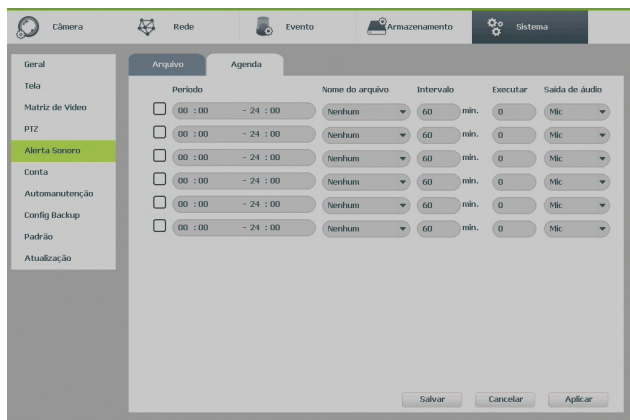 Câmera Rede Evento Armazenamento Sistema
Geral
Tela
Matriz de Vídeo
PTZ
Alerta Sonoro
Conta
Automanutenção
Config Backup
Padrão
Atualização
Arquivo Agenda
Período Nome do arquivo Intervalo Executar Saída de áudio
00 : 00 - 24 : 00 Nenhum 60 min. 0 Mic
00 : 00 - 24 : 00 Nenhum 60 min. 0 Mic
00 : 00 - 24 : 00 Nenhum 60 min. 0 Mic
00 : 00 - 24 : 00 Nenhum 60 min. 0 Mic
00 : 00 - 24 : 00 Nenhum 60 min. 0 Mic
00 : 00 - 24 : 00 Nenhum 60 min. 0 Mic
Salvar Cancelar Aplicar